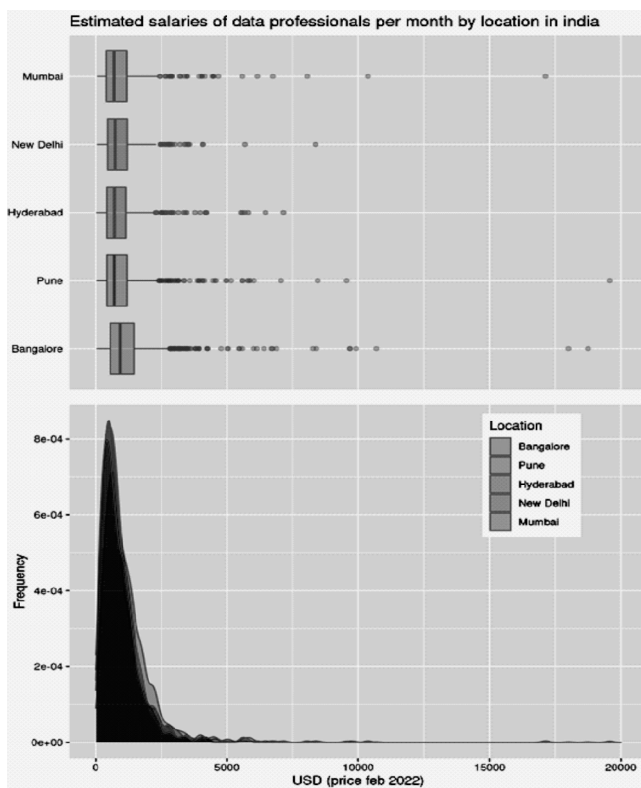 Estimated salaries of data professionals per month by location in india
Mumbai
New Delhi
Hyderabad
Pune
Bangalore
Location
Bangalore
Pune
Hyderabad
New Delhi
Mumbai
8e-04
6e-04
4e-04
2e-04
0e+00
Frequency
0 5000 10000 15000 20000
USD (price feb 2022)